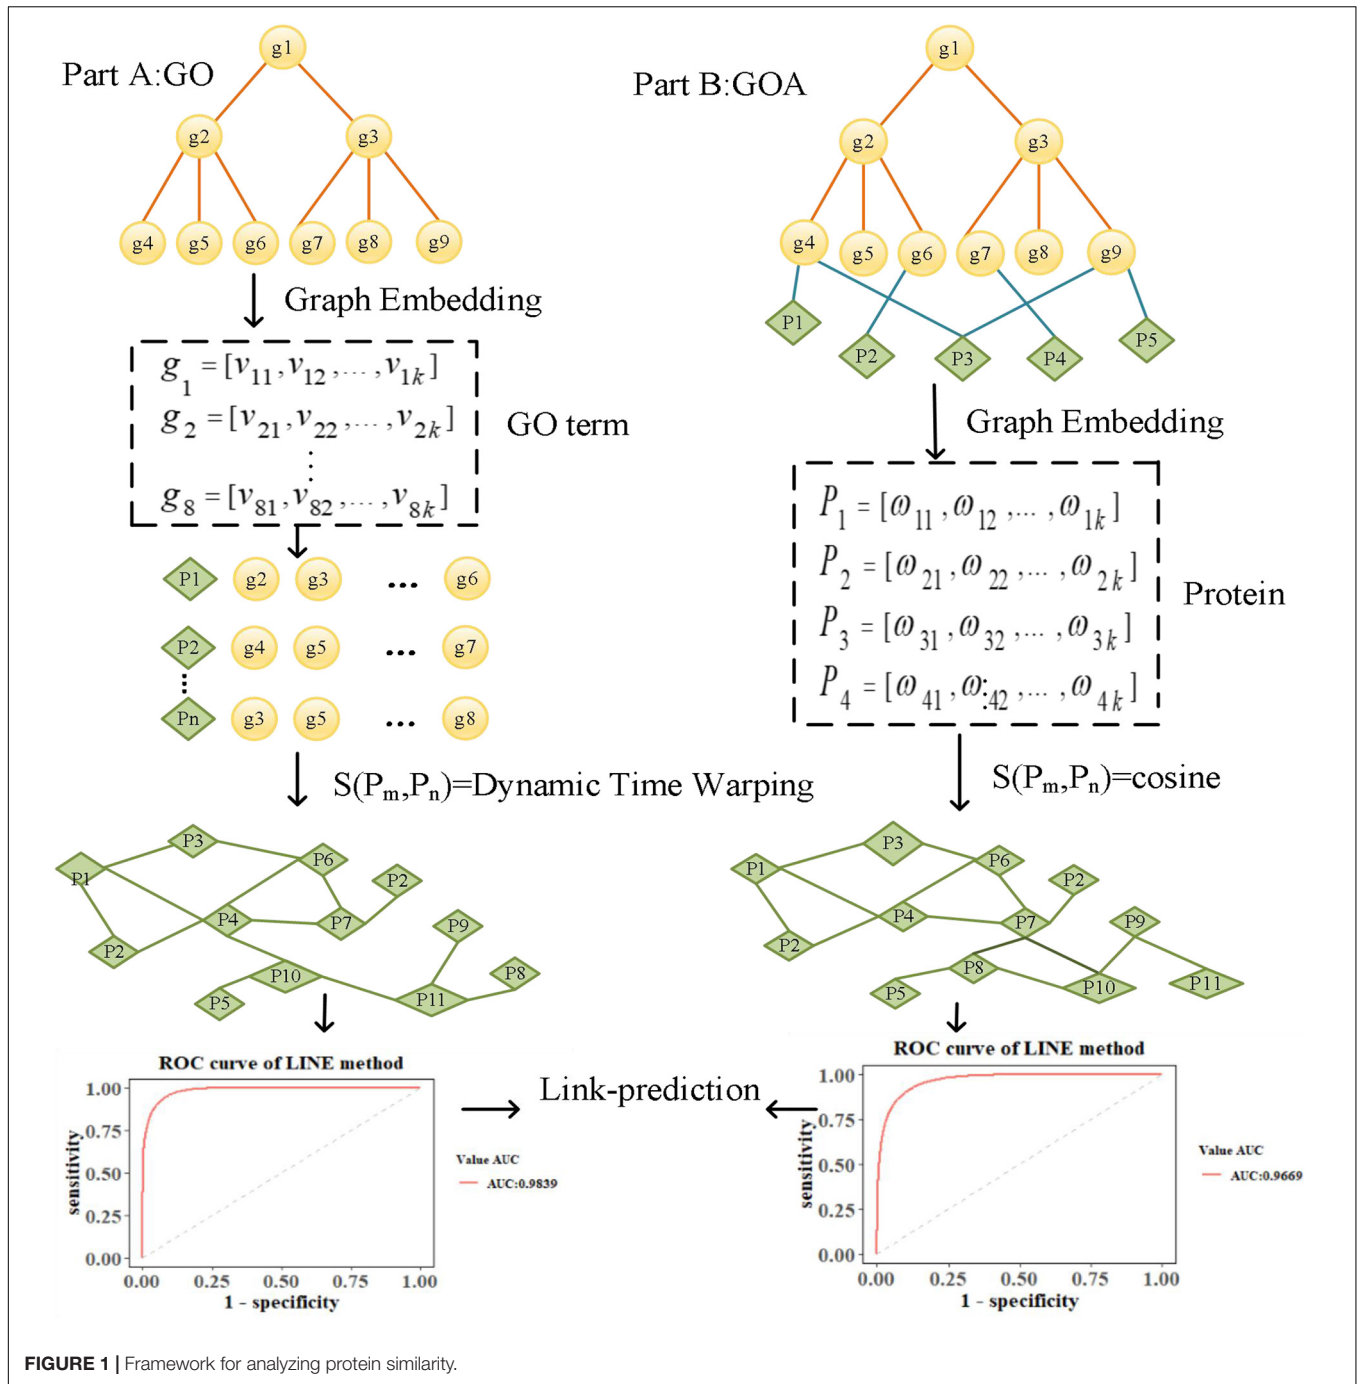 Part A:GO
g1
g2 g3
g4 g5 g6 g7 g8 g9
Graph Embedding
g1 = [v11, v12, ... , v1k]
g2 = [v21, v22, ... , v2k]
⋮
g8 = [v81, v82, ... , v8k]
GO term
P1 g2 g3 ... g6
P2 g4 g5 ... g7
Pn g3 g5 ... g8
S(Pm,Pn)=Dynamic Time Warping
P3
P1
P6
P2
P4
P7
P2
P9
P10
P8
P5
P11
ROC curve of LINE method
1.00
0.75
0.50
0.25
0.00
sensitivity
0.00 0.25 0.50 0.75 1.00
1 - specificity
Value AUC
AUC:0.9839
Link-prediction
Part B:GOA
g1
g2 g3
g4 g5 g6 g7 g8 g9
P1 P2 P3 P4 P5
Graph Embedding
P1 = [ω11, ω12, ... , ω1k]
P2 = [ω21, ω22, ... , ω2k]
P3 = [ω31, ω32, ... , ω3k]
P4 = [ω41, ω42, ... , ω4k]
Protein
S(Pm,Pn)=cosine
P3
P1
P6
P2
P4
P7
P9
P2
P8
P5
P10
P11
ROC curve of LINE method
1.00
0.75
0.50
0.25
0.00
sensitivity
0.00 0.25 0.50 0.75 1.00
1 - specificity
Value AUC
AUC:0.9669
FIGURE 1 | Framework for analyzing protein similarity.